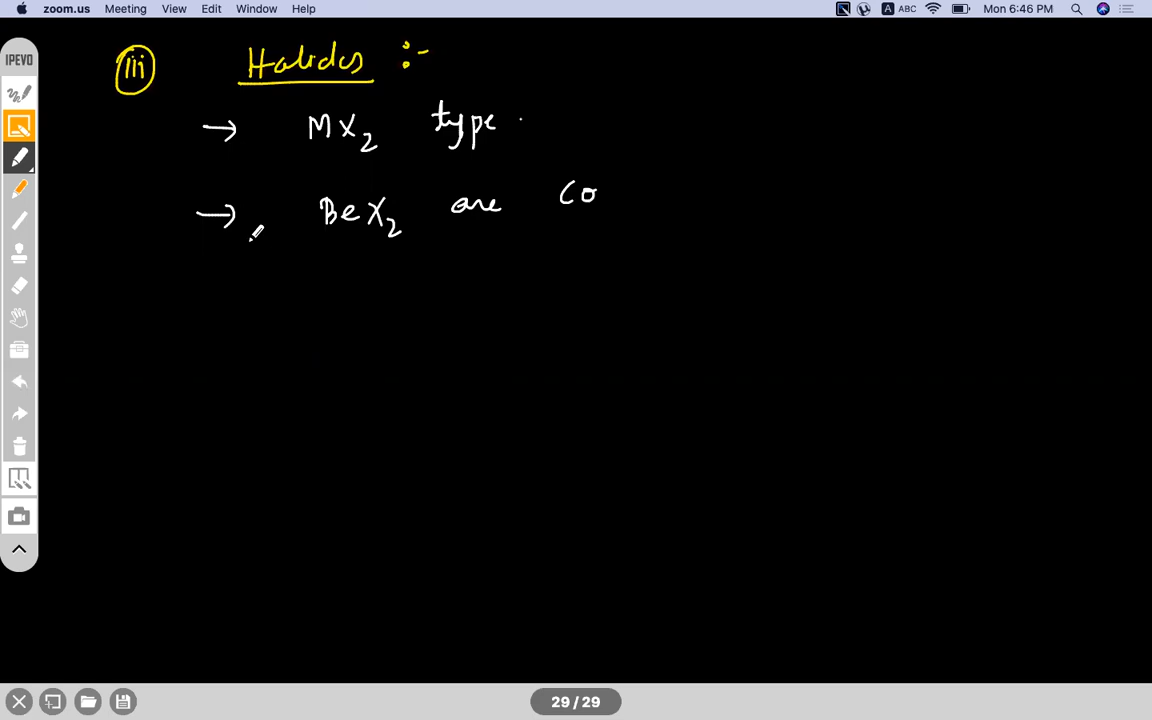 zoom.us Meeting View Edit Window Help A ABC Mon 6:46 PM
IPEVO
iii Halides :-
→ MX2 type .
→ BeX2 are Co
29 / 29